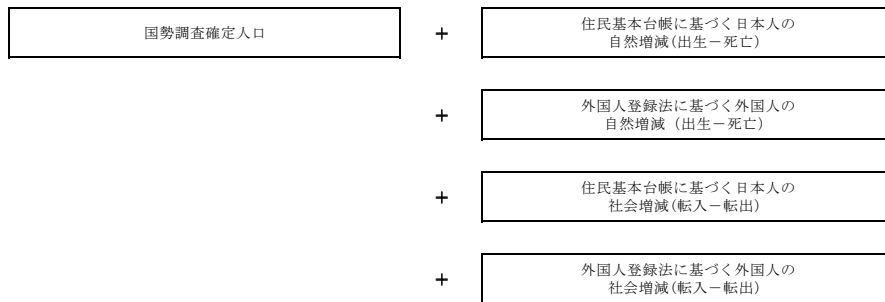 国勢調査確定人口
+
住民基本台帳に基づく日本人の
自然増減(出生－死亡)
+
外国人登録法に基づく外国人の
自然増減 (出生－死亡)
+
住民基本台帳に基づく日本人の
社会増減(転入－転出)
+
外国人登録法に基づく外国人の
社会増減(転入－転出)